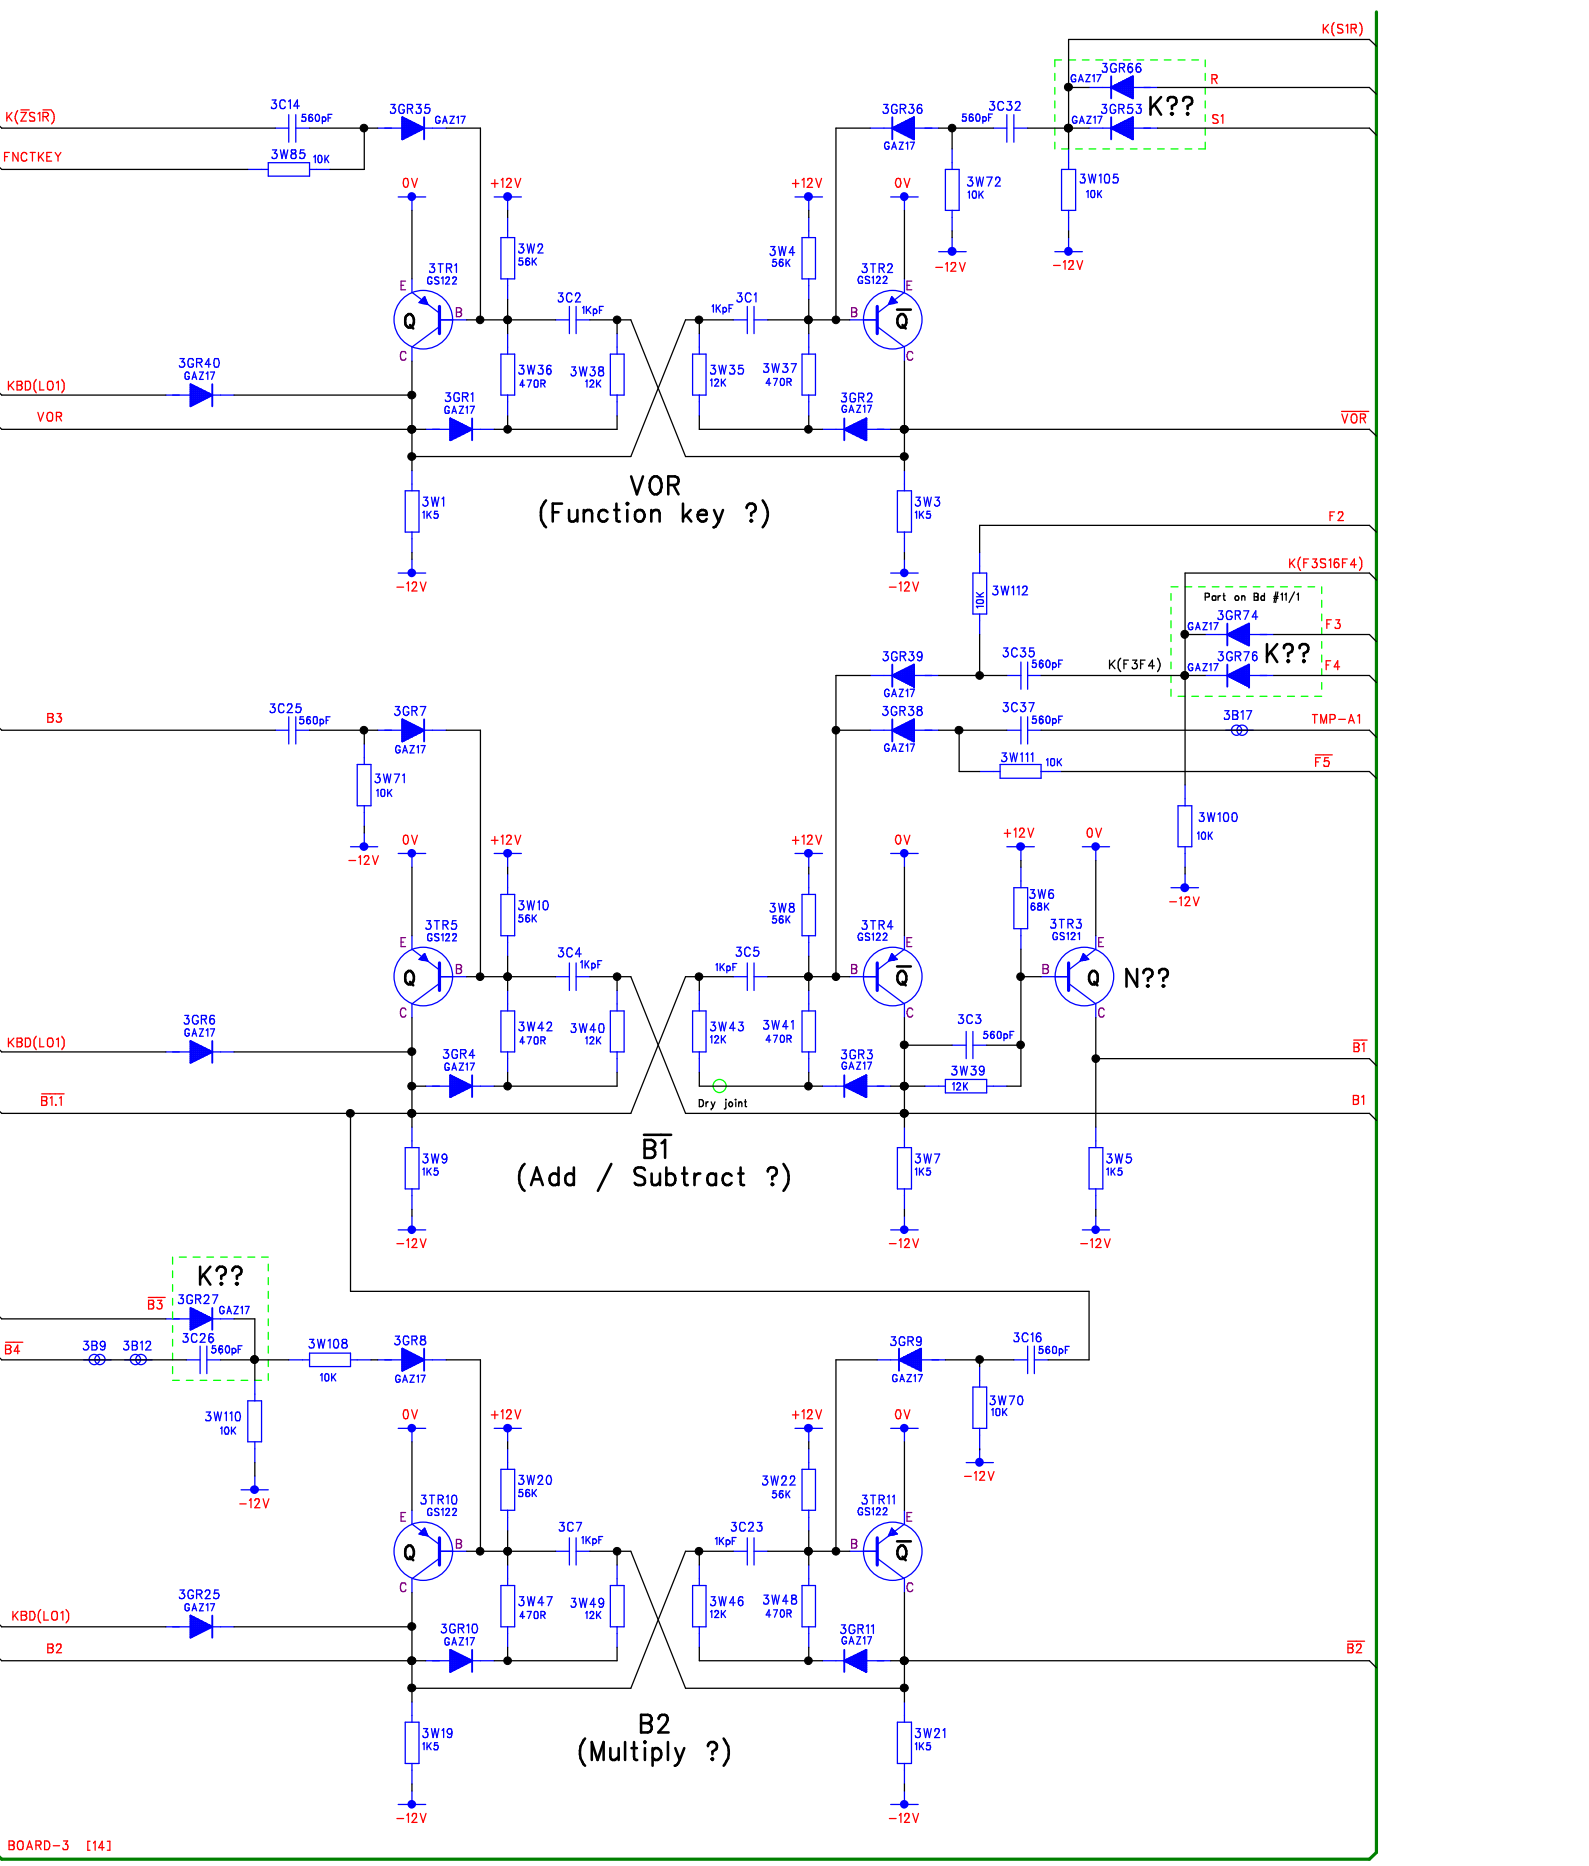 K(S1R)
3GR66
GAZ17
R
K??
3GR53
GAZ17
S1
K(Z̅S1R̅)
3C14
560pF
3GR35
GAZ17
3GR36
GAZ17
3C32
560pF
FNCTKEY
3W85
10K
0V
+12V
+12V
0V
3W72
10K
3W105
10K
3W2
56K
3W4
56K
-12V
-12V
3TR1
GS122
3TR2
GS122
E
E
3C2
1KpF
3C1
1KpF
Q
B
B
Q̅
C
C
3GR40
GAZ17
3W36
470R
3W38
12K
3W35
12K
3W37
470R
KBD(LO1)
3GR1
GAZ17
3GR2
GAZ17
VOR
V̅O̅R̅
VOR
(Function key ?)
3W1
1K5
3W3
1K5
F2
-12V
-12V
K(F3S16F4)
3W112
10K
Part on Bd #11/1
3GR74
GAZ17
F3
K??
3GR39
GAZ17
3C35
560pF
K(F3F4)
3GR76
GAZ17
F4
B3
3C25
560pF
3GR7
GAZ17
3GR38
GAZ17
3C37
560pF
3B17
TMP-A1
3W111
10K
F̅5̅
3W71
10K
3W100
10K
-12V
0V
+12V
+12V
0V
+12V
0V
-12V
3W10
56K
3W8
56K
3W6
68K
3TR5
GS122
3TR4
GS122
3TR3
GS121
E
E
E
3C4
1KpF
3C5
1KpF
Q
B
B
Q̅
B
Q
N??
C
C
C
3GR6
GAZ17
3W42
470R
3W40
12K
3W43
12K
3W41
470R
3C3
560pF
KBD(LO1)
3GR4
GAZ17
3GR3
GAZ17
3W39
12K
B̅1̅
B̅1̅.̅1̅
Dry joint
B1
B̅1̅
(Add / Subtract ?)
3W9
1K5
3W7
1K5
3W5
1K5
-12V
-12V
-12V
K??
B̅3̅
3GR27
GAZ17
B̅4̅
3B9
3B12
3C26
560pF
3W108
10K
3GR8
GAZ17
3GR9
GAZ17
3C16
560pF
3W110
10K
0V
+12V
+12V
0V
3W70
10K
-12V
3W20
56K
3W22
56K
-12V
3TR10
GS122
3TR11
GS122
E
E
3C7
1KpF
3C23
1KpF
Q
B
B
Q̅
C
C
3GR25
GAZ17
3W47
470R
3W49
12K
3W46
12K
3W48
470R
KBD(LO1)
3GR10
GAZ17
3GR11
GAZ17
B2
B̅2̅
B2
(Multiply ?)
3W19
1K5
3W21
1K5
-12V
-12V
BOARD-3 [14]